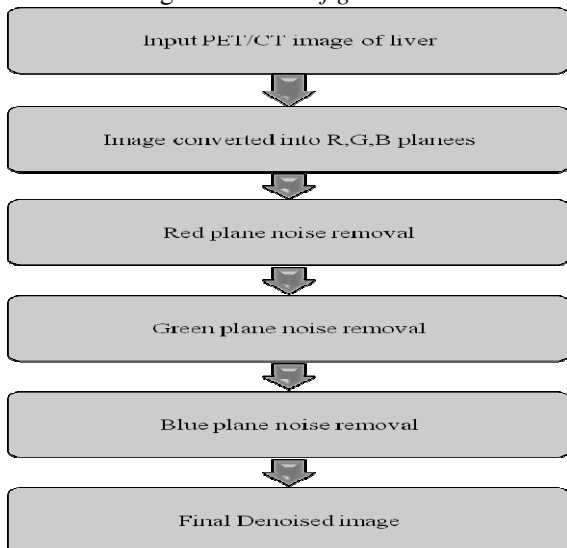 Input PET/CT image of liver
Image converted into R,G,B planees
Red plane noise removal
Green plane noise removal
Blue plane noise removal
Final Denoised image